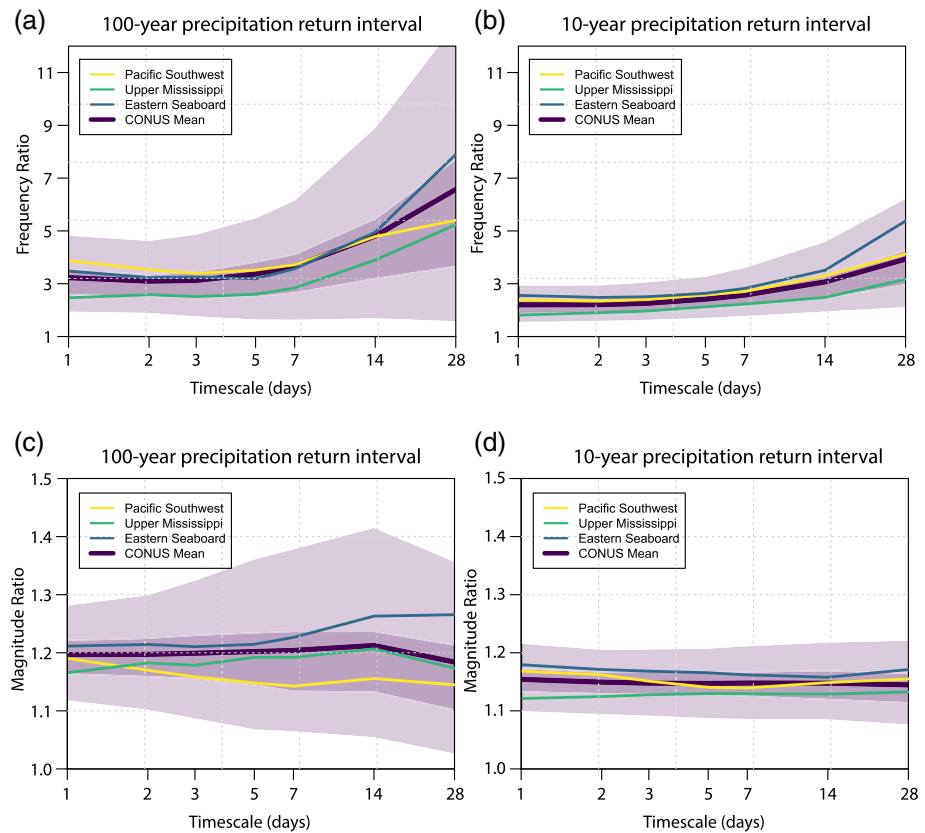 (a)
100-year precipitation return interval
Pacific Southwest
Upper Mississippi
Eastern Seaboard
CONUS Mean
Frequency Ratio
11
9
7
5
3
1
1 2 3 5 7 14 28
Timescale (days)
(b)
10-year precipitation return interval
Pacific Southwest
Upper Mississippi
Eastern Seaboard
CONUS Mean
Frequency Ratio
11
9
7
5
3
1
1 2 3 5 7 14 28
Timescale (days)
(c)
100-year precipitation return interval
Pacific Southwest
Upper Mississippi
Eastern Seaboard
CONUS Mean
Magnitude Ratio
1.5
1.4
1.3
1.2
1.1
1.0
1 2 3 5 7 14 28
Timescale (days)
(d)
10-year precipitation return interval
Pacific Southwest
Upper Mississippi
Eastern Seaboard
CONUS Mean
Magnitude Ratio
1.5
1.4
1.3
1.2
1.1
1.0
1 2 3 5 7 14 28
Timescale (days)